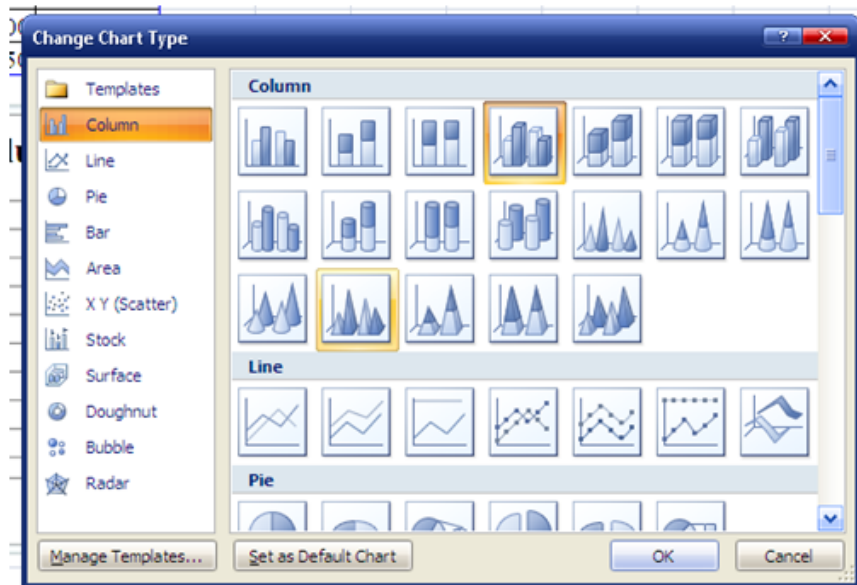 Change Chart Type
Templates
Column
Line
Pie
Bar
Area
X Y (Scatter)
Stock
Surface
Doughnut
Bubble
Radar
Column
Line
Pie
Manage Templates...
Set as Default Chart
OK
Cancel